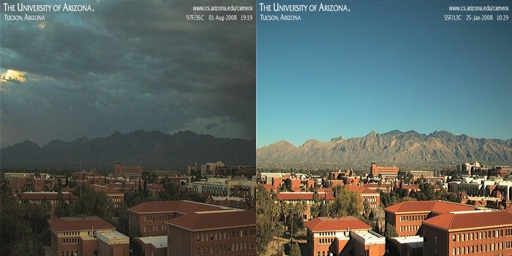 THE UNIVERSITY OF ARIZONA.
www.cs.arizona.edu/camera
TUCSON, ARIZONA
97F/36C 01-Aug-2008 19:19
THE UNIVERSITY OF ARIZONA.
www.cs.arizona.edu/camera
TUCSON, ARIZONA
55F/13C 25-Jan-2008 10:29